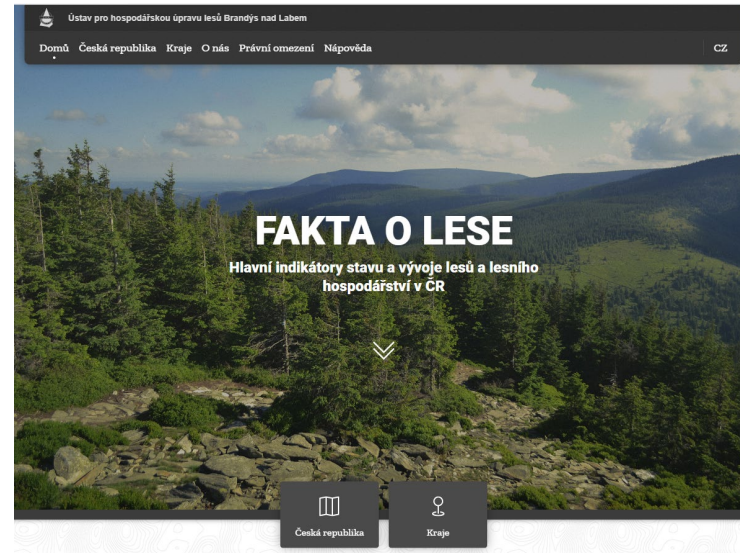 Ústav pro hospodářskou úpravu lesů Brandýs nad Labem
Domů Česká republika Kraje O nás Právní omezení Nápověda CZ
FAKTA O LESE
Hlavní indikátory stavu a vývoje lesů a lesního
hospodářství v ČR
Česká republika Kraje